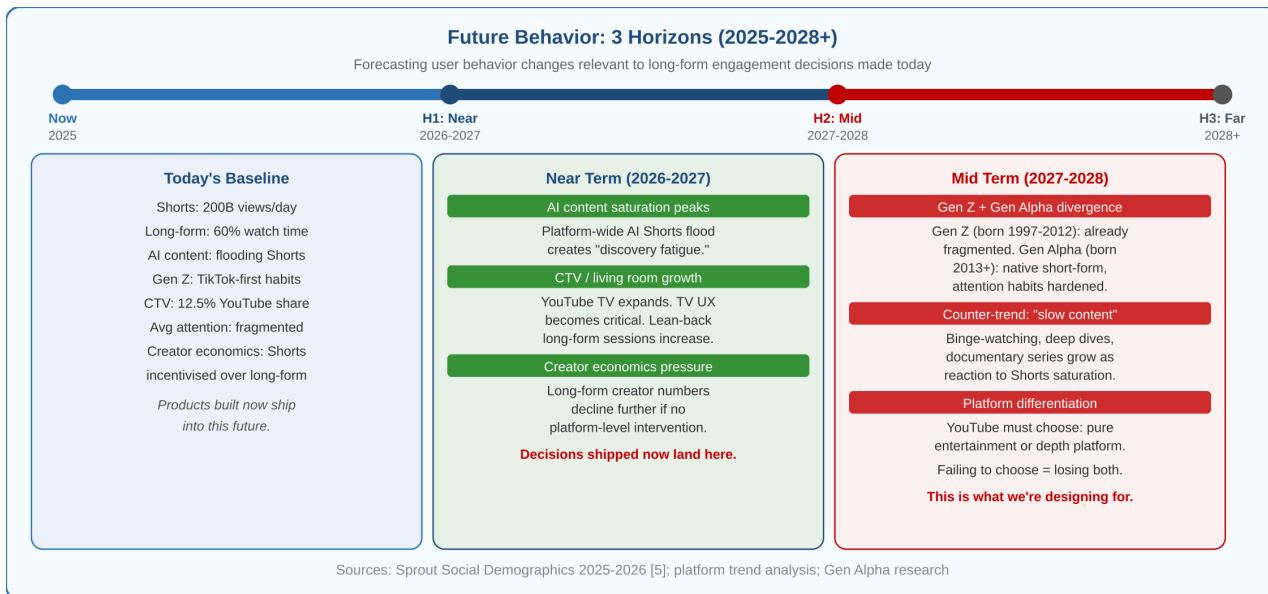 Future Behavior: 3 Horizons (2025-2028+)
Forecasting user behavior changes relevant to long-form engagement decisions made today
Now
2025
H1: Near
2026-2027
H2: Mid
2027-2028
H3: Far
2028+
Today's Baseline
Shorts: 200B views/day
Long-form: 60% watch time
AI content: flooding Shorts
Gen Z: TikTok-first habits
CTV: 12.5% YouTube share
Avg attention: fragmented
Creator economics: Shorts
incentivised over long-form
Products built now ship
into this future.
Near Term (2026-2027)
AI content saturation peaks
Platform-wide AI Shorts flood
creates "discovery fatigue."
CTV / living room growth
YouTube TV expands. TV UX
becomes critical. Lean-back
long-form sessions increase.
Creator economics pressure
Long-form creator numbers
decline further if no
platform-level intervention.
Decisions shipped now land here.
Mid Term (2027-2028)
Gen Z + Gen Alpha divergence
Gen Z (born 1997-2012): already
fragmented. Gen Alpha (born
2013+): native short-form,
attention habits hardened.
Counter-trend: "slow content"
Binge-watching, deep dives,
documentary series grow as
reaction to Shorts saturation.
Platform differentiation
YouTube must choose: pure
entertainment or depth platform.
Failing to choose = losing both.
This is what we're designing for.
Sources: Sprout Social Demographics 2025-2026 [5]; platform trend analysis; Gen Alpha research